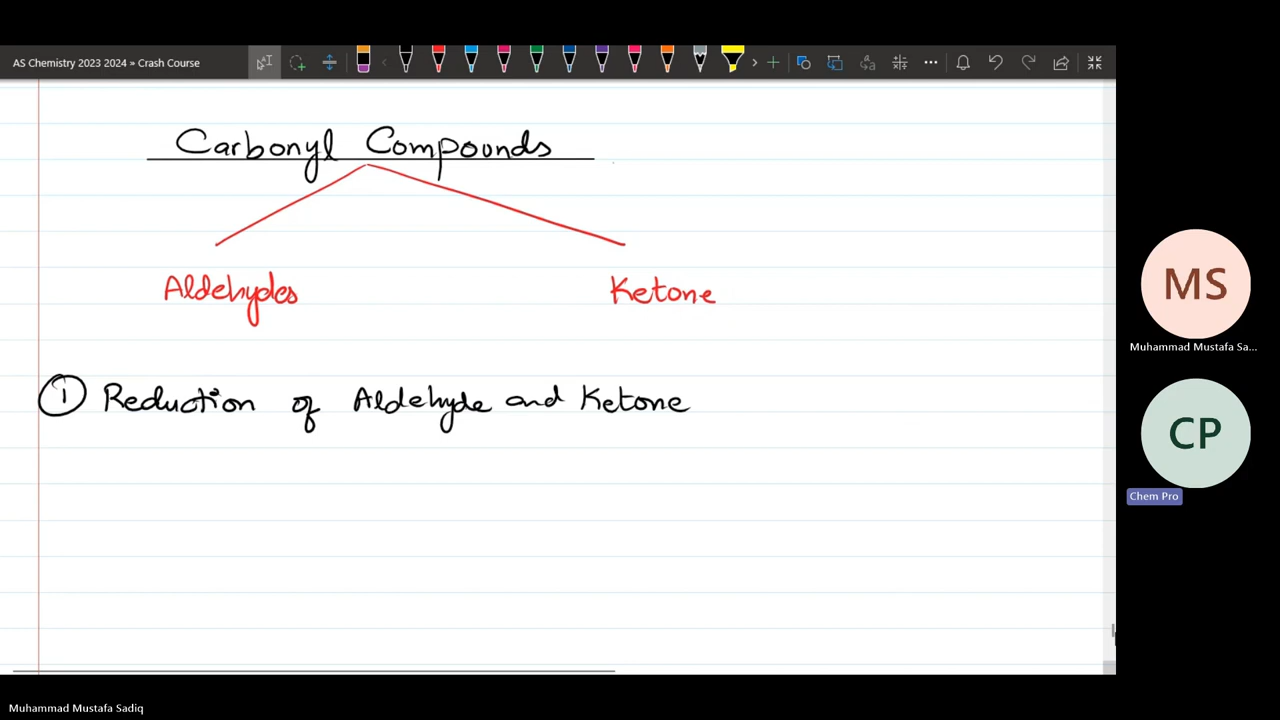 AS Chemistry 2023 2024 » Crash Course
Carbonyl Compounds
Aldehydes
Ketone
1 Reduction of Aldehyde and Ketone
MS
Muhammad Mustafa Sa...
CP
Chem Pro
Muhammad Mustafa Sadiq